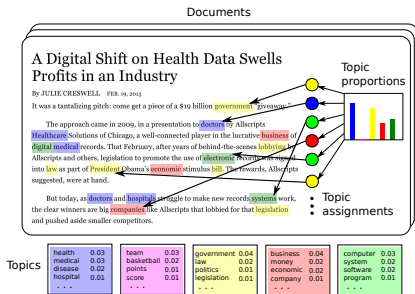 Documents
A Digital Shift on Health Data Swells
Profits in an Industry
By JULIE CRESWELL FEB. 19, 2013
It was a tantalizing pitch: come get a piece of a $19 billion government "giveaway."
The approach came in 2009, in a presentation to doctors by Allscripts
Healthcare Solutions of Chicago, a well-connected player in the lucrative business of
digital medical records. That February, after years of behind-the-scenes lobbying by
Allscripts and others, legislation to promote the use of electronic records was signed
into law as part of President Obama's economic stimulus bill. The rewards, Allscripts
suggested, were at hand.
But today, as doctors and hospitals struggle to make new records systems work,
the clear winners are big companies like Allscripts that lobbied for that legislation
and pushed aside smaller competitors.
Topic
proportions
Topic
assignments
Topics
health 0.03
medical 0.03
disease 0.02
hospital 0.01
. . .
team 0.03
basketball 0.02
points 0.01
score 0.01
. . .
government 0.04
law 0.02
politics 0.01
legislation 0.01
. . .
business 0.04
money 0.02
economic 0.02
company 0.01
. . .
computer 0.03
system 0.02
software 0.02
program 0.01
. . .